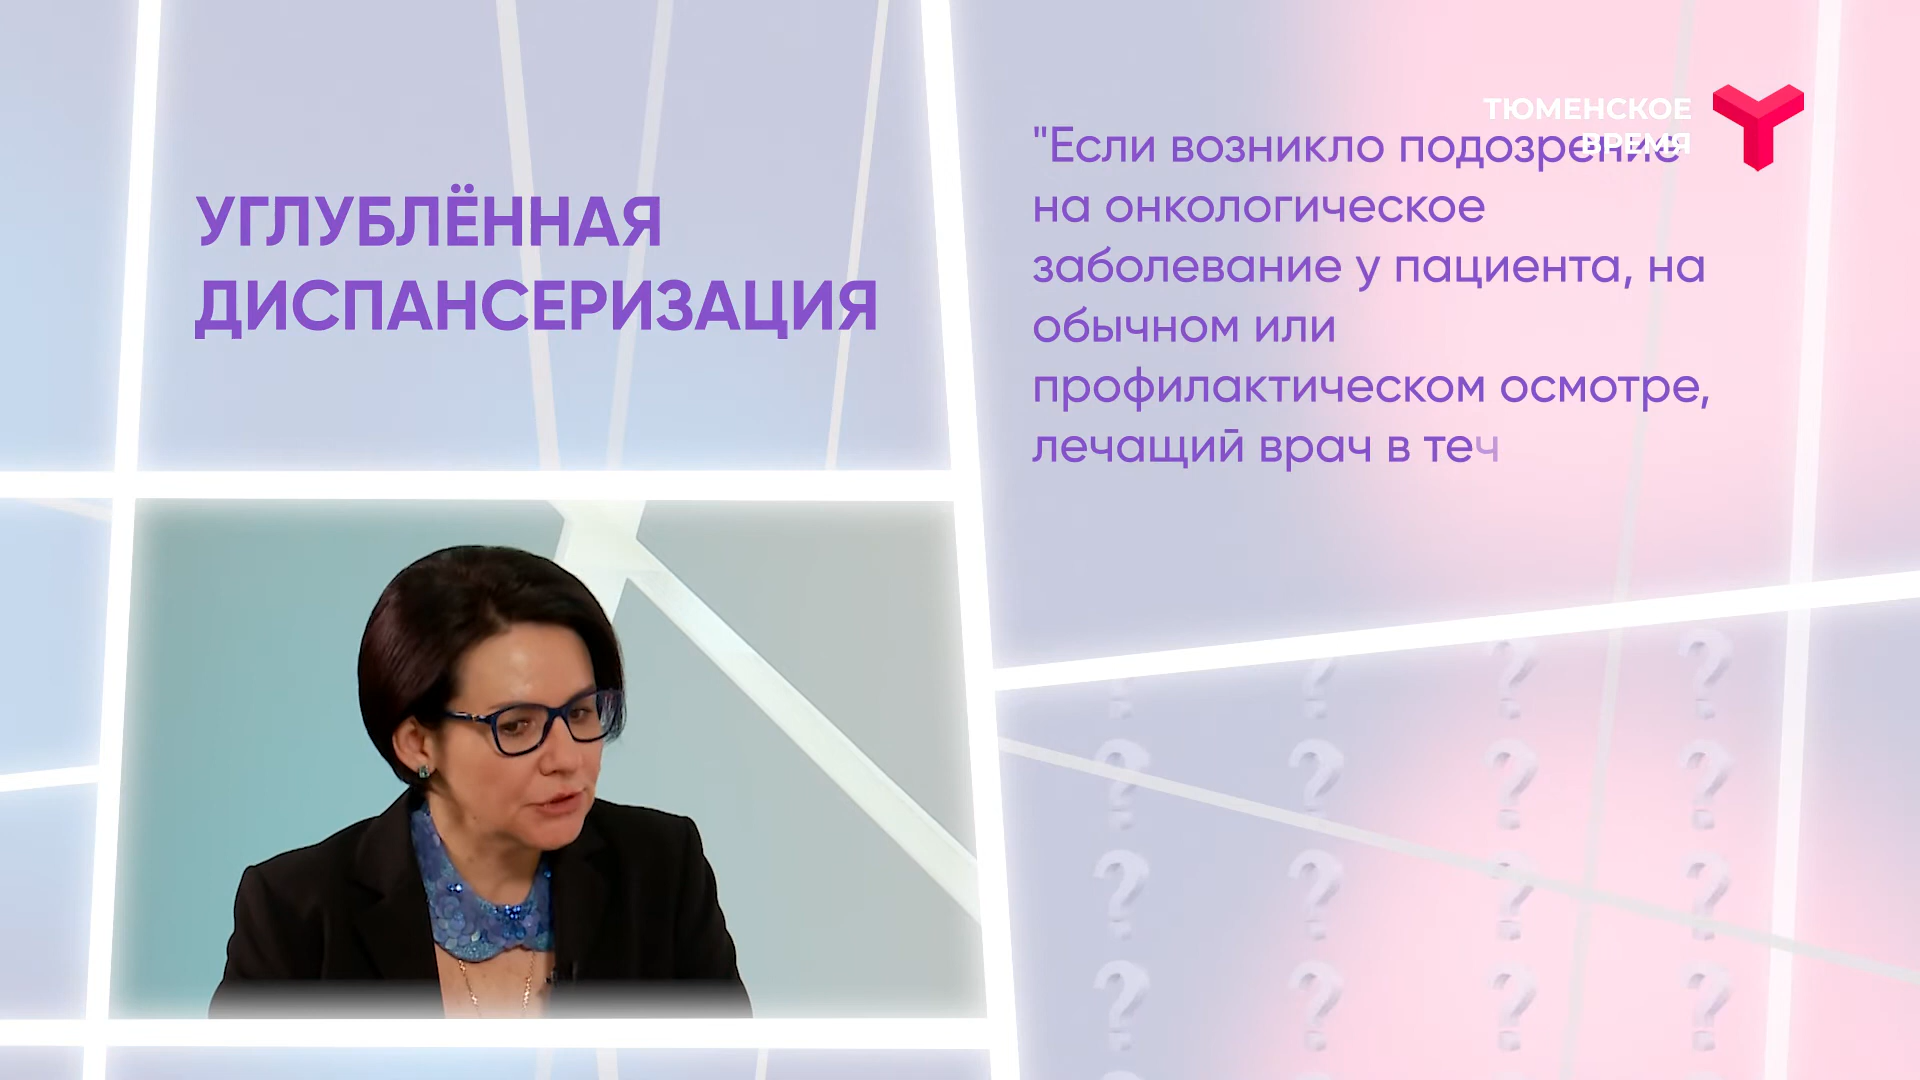 УГЛУБЛЁННАЯ
ДИСПАНСЕРИЗАЦИЯ
ТЮМЕНСКОЕ
ВРЕМЯ
"Если возникло подозрение
на онкологическое
заболевание у пациента, на
обычном или
профилактическом осмотре,
лечащий врач в теч
? ? ? ?
? ? ? ?
? ? ? ?
? ? ? ?